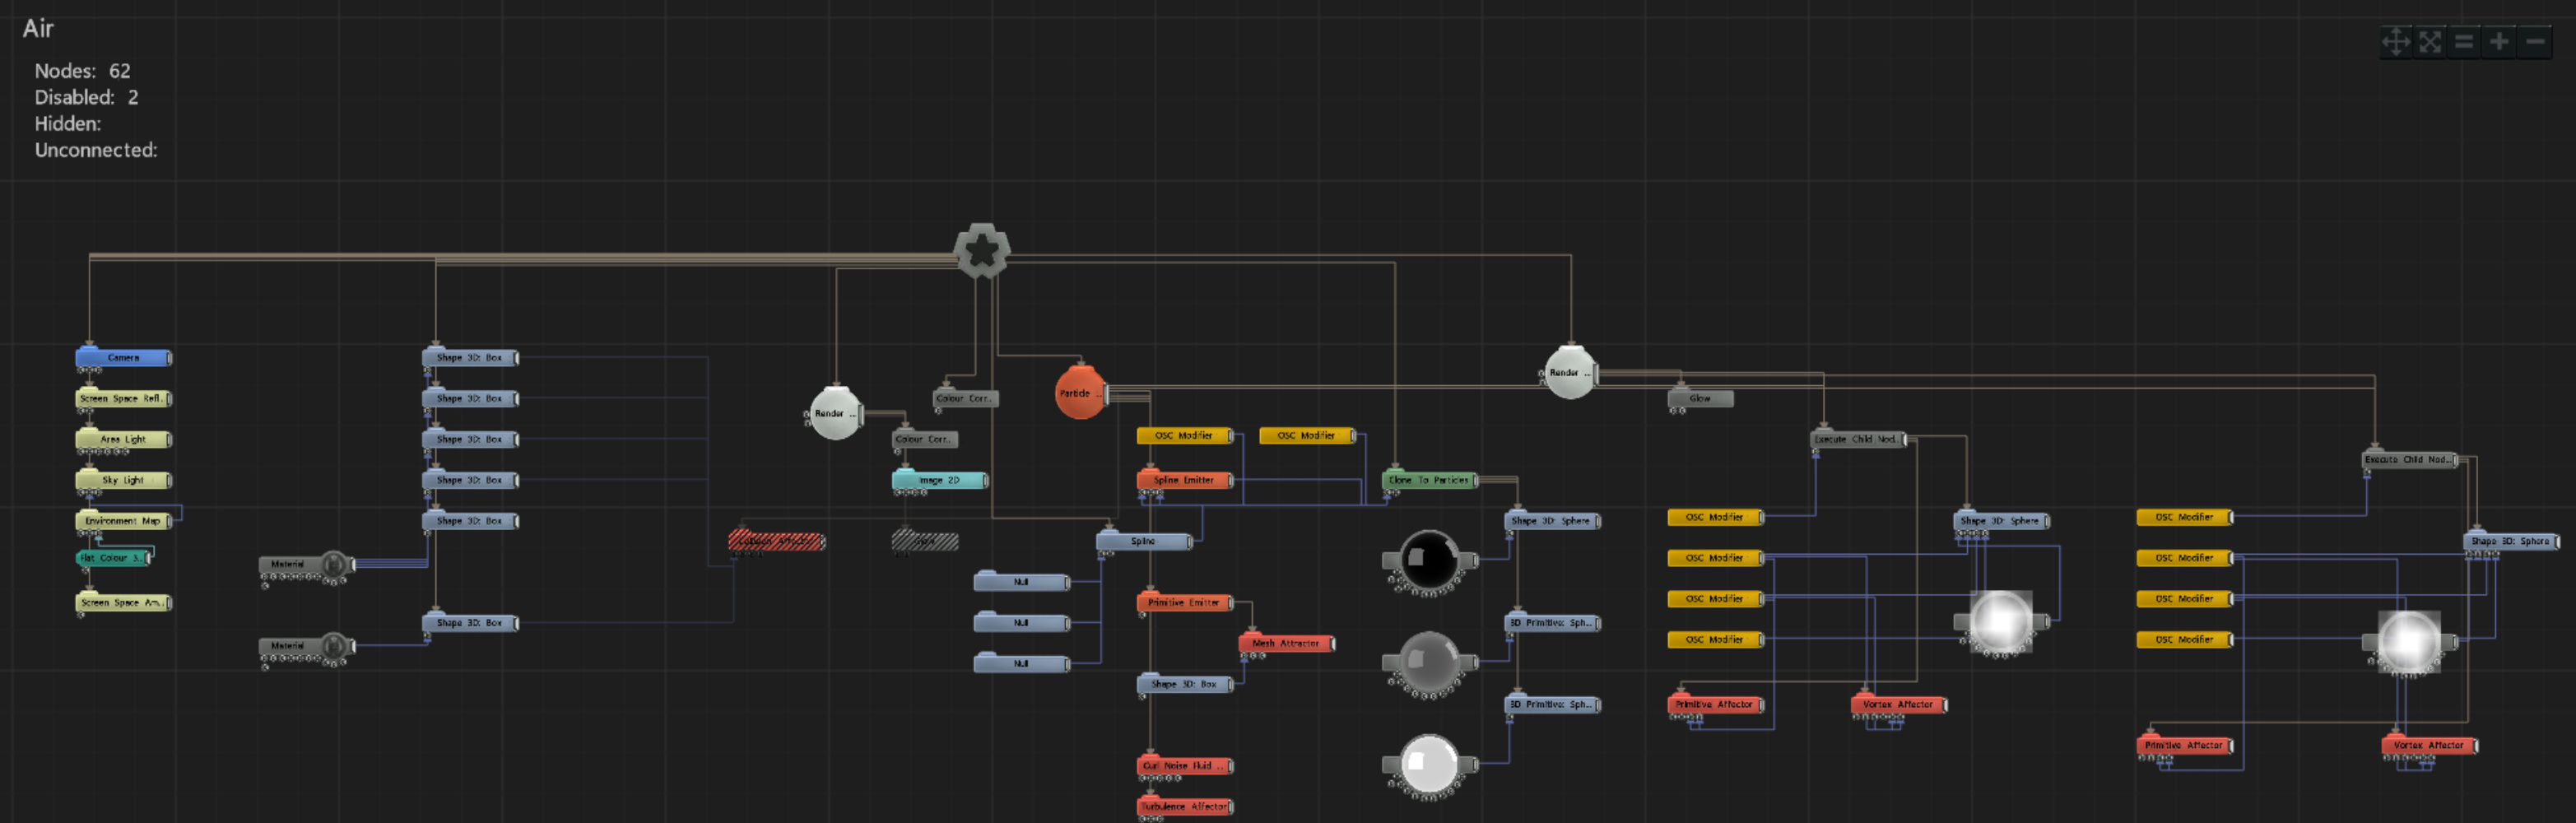 Air
Nodes: 62
Disabled: 2
Hidden:
Unconnected:
Camera
Screen Space Refl..
Area Light
Sky Light
Environment Map
Flat Colour S..
Screen Space Am..
Material
Material
Shape 3D: Box
Shape 3D: Box
Shape 3D: Box
Shape 3D: Box
Shape 3D: Box
Shape 3D: Box
Render ...
Colour Corr..
Image 2D
Colour Corr..
Particle ...
OSC Modifier
OSC Modifier
Spline Emitter
Spline
Null
Null
Null
Primitive Emitter
Mesh Attractor
Shape 3D: Box
Curl Noise Fluid ..
Turbulence Affector
Clone To Particles
Shape 3D: Sphere
3D Primitive: Sph..
3D Primitive: Sph..
Render ...
Glow
Execute Child Nod..
OSC Modifier
OSC Modifier
OSC Modifier
OSC Modifier
Shape 3D: Sphere
Primitive Affector
Vortex Affector
Execute Child Nod..
OSC Modifier
OSC Modifier
OSC Modifier
OSC Modifier
Shape 3D: Sphere
Primitive Affector
Vortex Affector